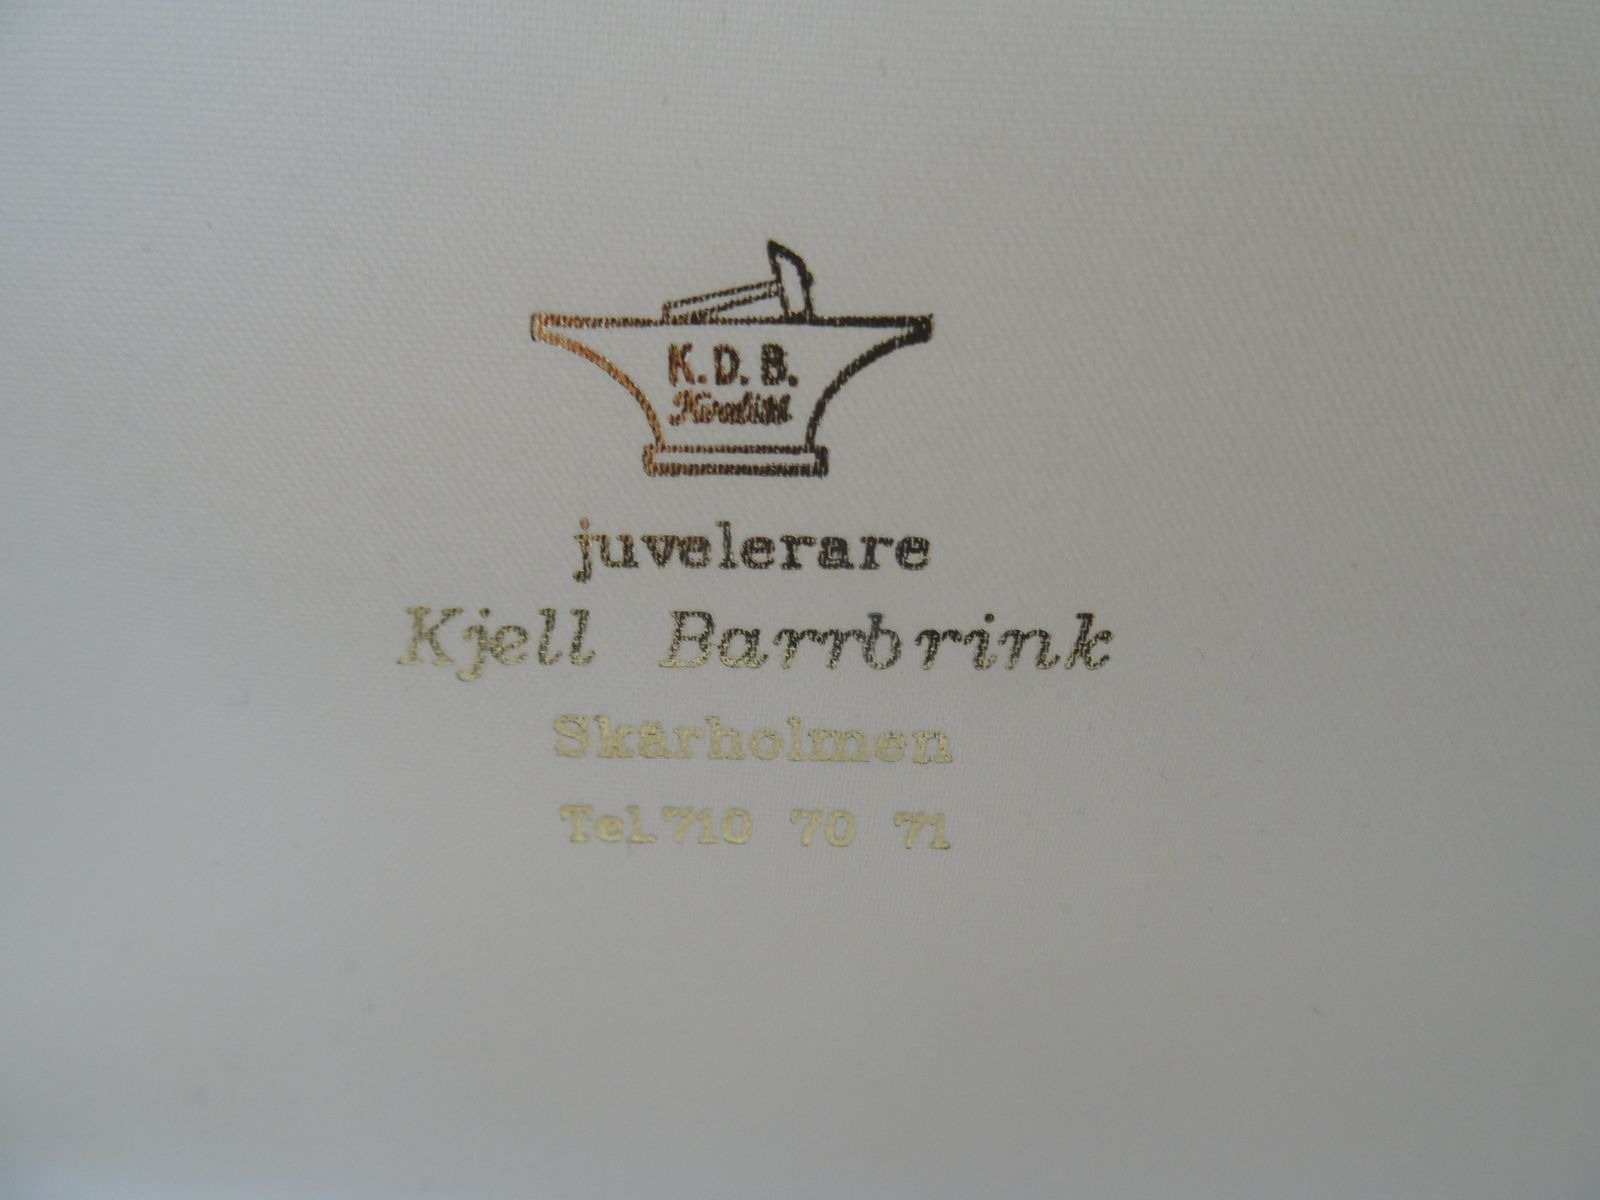 K. D. B.
juvelerare
Kjell Barrbrink
Skärholmen
Tel. 710 70 71